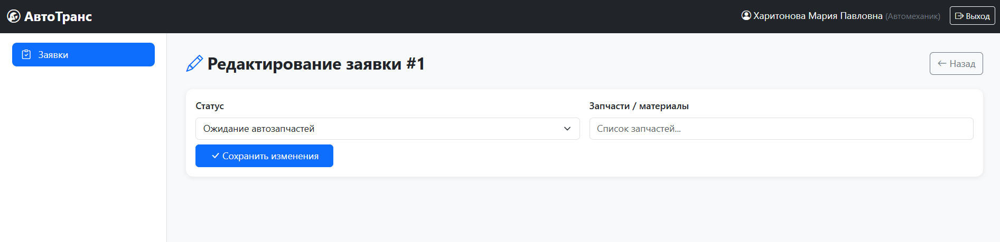 АвтоТранс
Харитонова Мария Павловна (Автомеханик)
Выход
Заявки
Редактирование заявки #1
Назад
Статус
Запчасти / материалы
Ожидание автозапчастей
Список запчастей...
Сохранить изменения